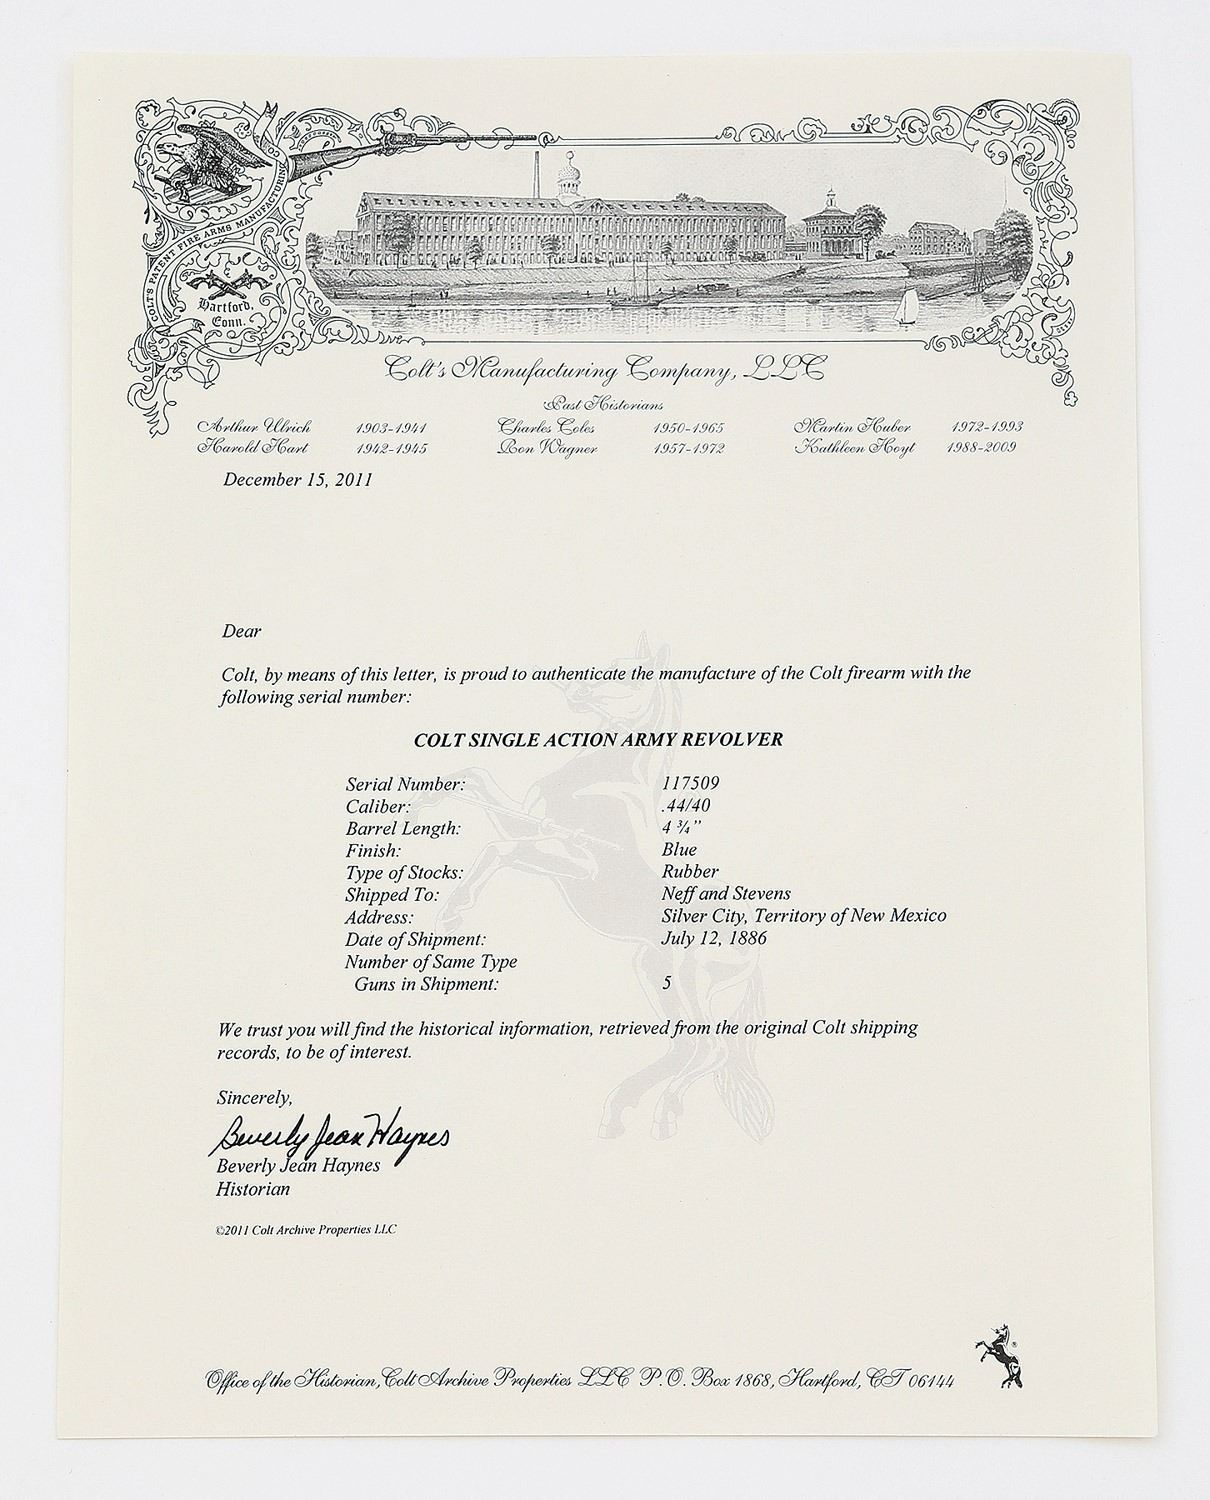 COLT'S PATENT FIRE ARMS MANUFACTURING
Hartford,
Conn.
Colt's Manufacturing Company, LLC
Past Historians
Arthur Ulrich 1903-1941 Charles Coles 1950-1965 Martin Huber 1972-1993
Harold Hart 1942-1945 Ron Wagner 1957-1972 Kathleen Hoyt 1988-2009
December 15, 2011
Dear
Colt, by means of this letter, is proud to authenticate the manufacture of the Colt firearm with the
following serial number:
COLT SINGLE ACTION ARMY REVOLVER
Serial Number: 117509
Caliber: .44/40
Barrel Length: 4 ¾”
Finish: Blue
Type of Stocks: Rubber
Shipped To: Neff and Stevens
Address: Silver City, Territory of New Mexico
Date of Shipment: July 12, 1886
Number of Same Type
Guns in Shipment: 5
We trust you will find the historical information, retrieved from the original Colt shipping
records, to be of interest.
Sincerely,
Beverly Jean Haynes
Beverly Jean Haynes
Historian
©2011 Colt Archive Properties LLC
®
Office of the Historian, Colt Archive Properties LLC P.O. Box 1868, Hartford, CT 06144